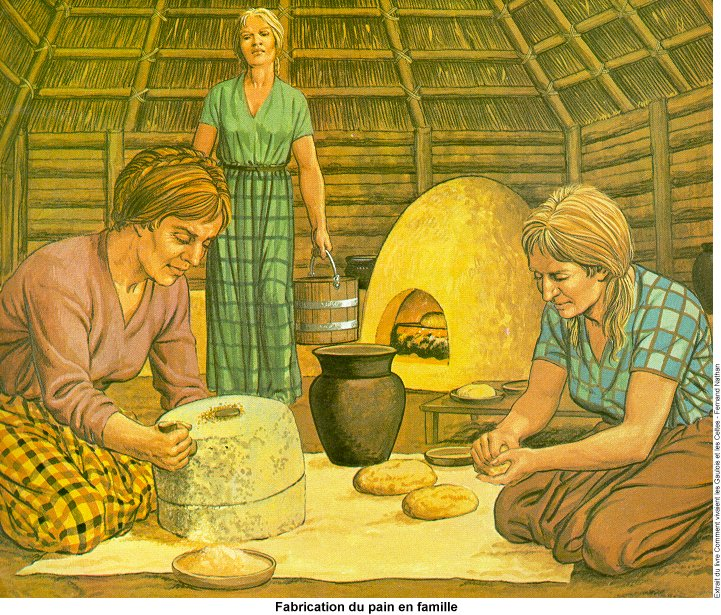 Fabrication du pain en famille
Extrait du livre Comment vivaient les Gaulois et les Celtes - Fernand Nathan